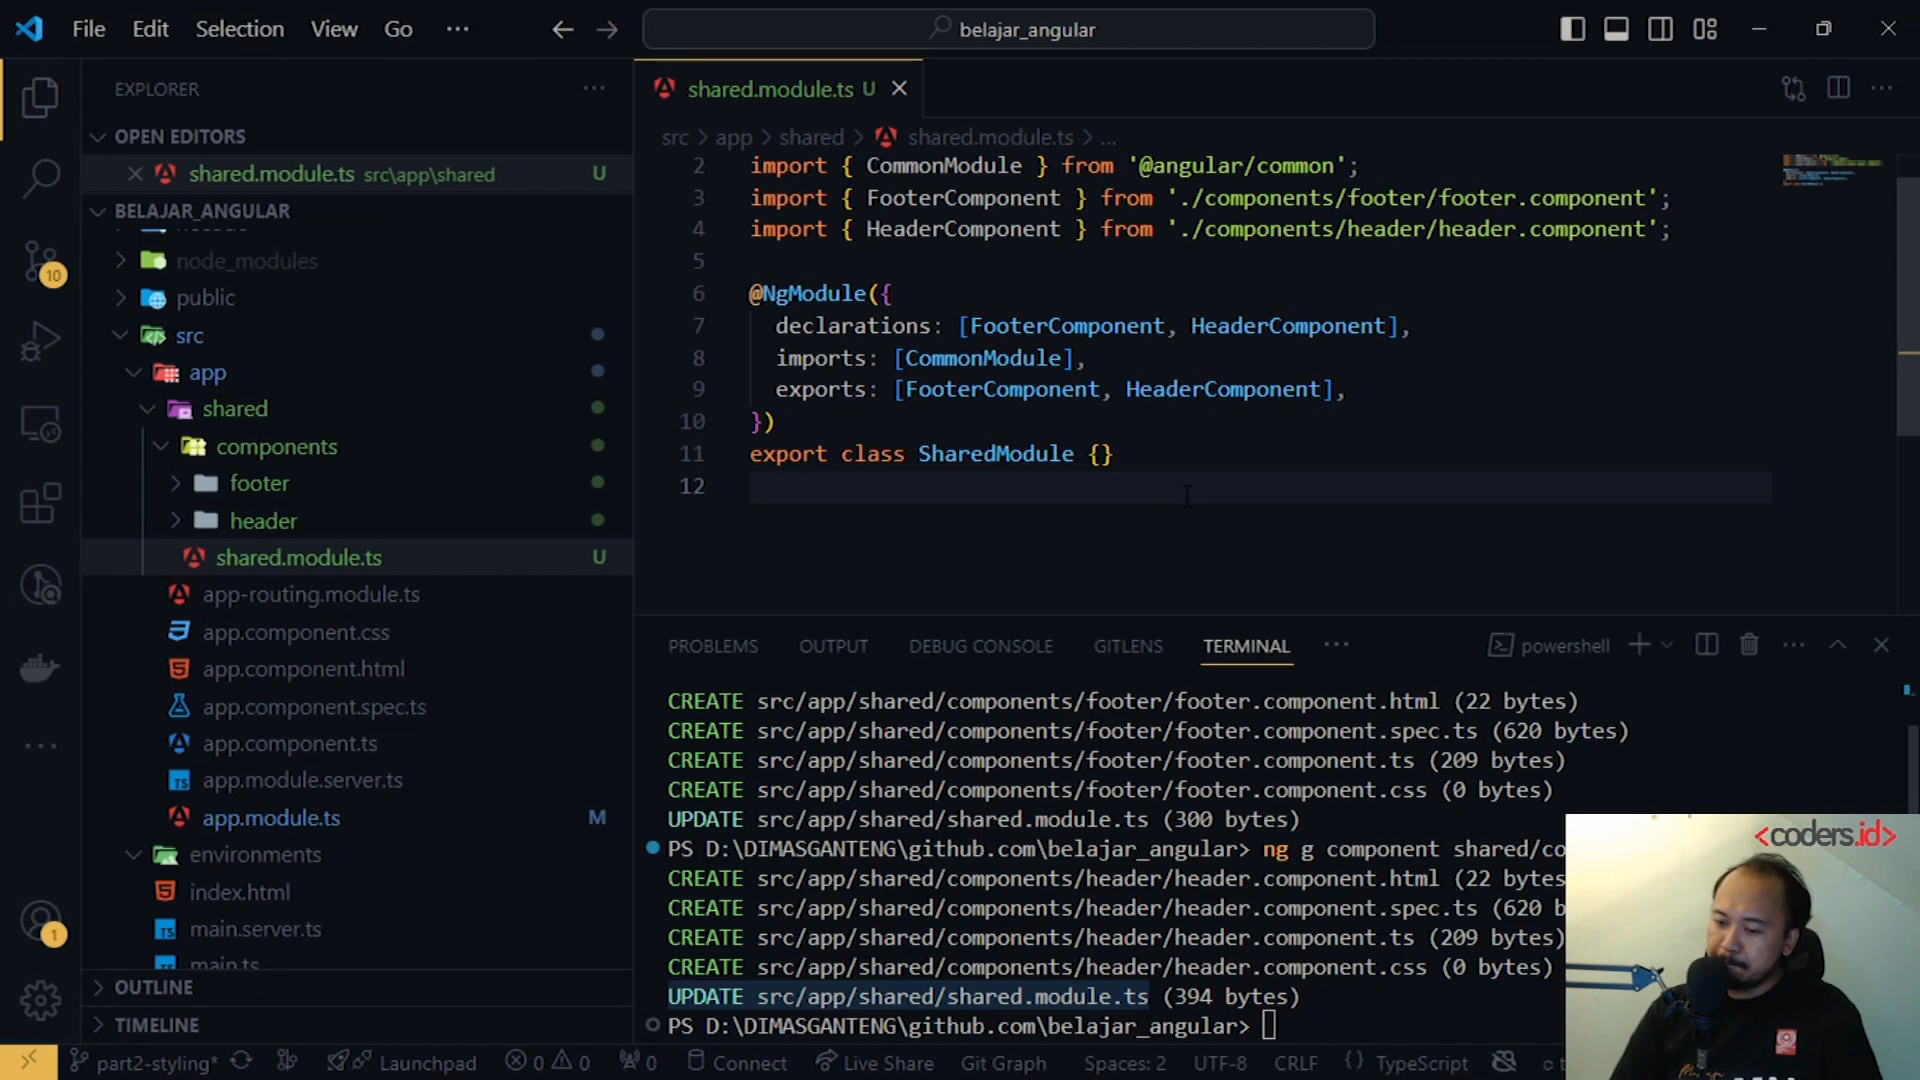 File Edit Selection View Go ···
belajar_angular
EXPLORER
OPEN EDITORS
shared.module.ts src\app\shared U
BELAJAR_ANGULAR
node_modules
public
src
app
shared
components
footer
header
shared.module.ts U
app-routing.module.ts
app.component.css
app.component.html
app.component.spec.ts
app.component.ts
app.module.server.ts
app.module.ts M
environments
index.html
main.server.ts
main.ts
OUTLINE
TIMELINE
10
1
shared.module.ts U
src > app > shared > shared.module.ts > ...
2 import { CommonModule } from '@angular/common';
3 import { FooterComponent } from './components/footer/footer.component';
4 import { HeaderComponent } from './components/header/header.component';
5
6 @NgModule({
7 declarations: [FooterComponent, HeaderComponent],
8 imports: [CommonModule],
9 exports: [FooterComponent, HeaderComponent],
10 })
11 export class SharedModule {}
12
PROBLEMS OUTPUT DEBUG CONSOLE GITLENS TERMINAL ··· powershell
CREATE src/app/shared/components/footer/footer.component.html (22 bytes)
CREATE src/app/shared/components/footer/footer.component.spec.ts (620 bytes)
CREATE src/app/shared/components/footer/footer.component.ts (209 bytes)
CREATE src/app/shared/components/footer/footer.component.css (0 bytes)
UPDATE src/app/shared/shared.module.ts (300 bytes)
PS D:\DIMASGANTENG\github.com\belajar_angular> ng g component shared/co
CREATE src/app/shared/components/header/header.component.html (22 bytes
CREATE src/app/shared/components/header/header.component.spec.ts (620 b
CREATE src/app/shared/components/header/header.component.ts (209 bytes)
CREATE src/app/shared/components/header/header.component.css (0 bytes)
UPDATE src/app/shared/shared.module.ts (394 bytes)
PS D:\DIMASGANTENG\github.com\belajar_angular>
<coders.id>
part2-styling* Launchpad 0 0 0 Connect Live Share Git Graph Spaces: 2 UTF-8 CRLF {} TypeScript